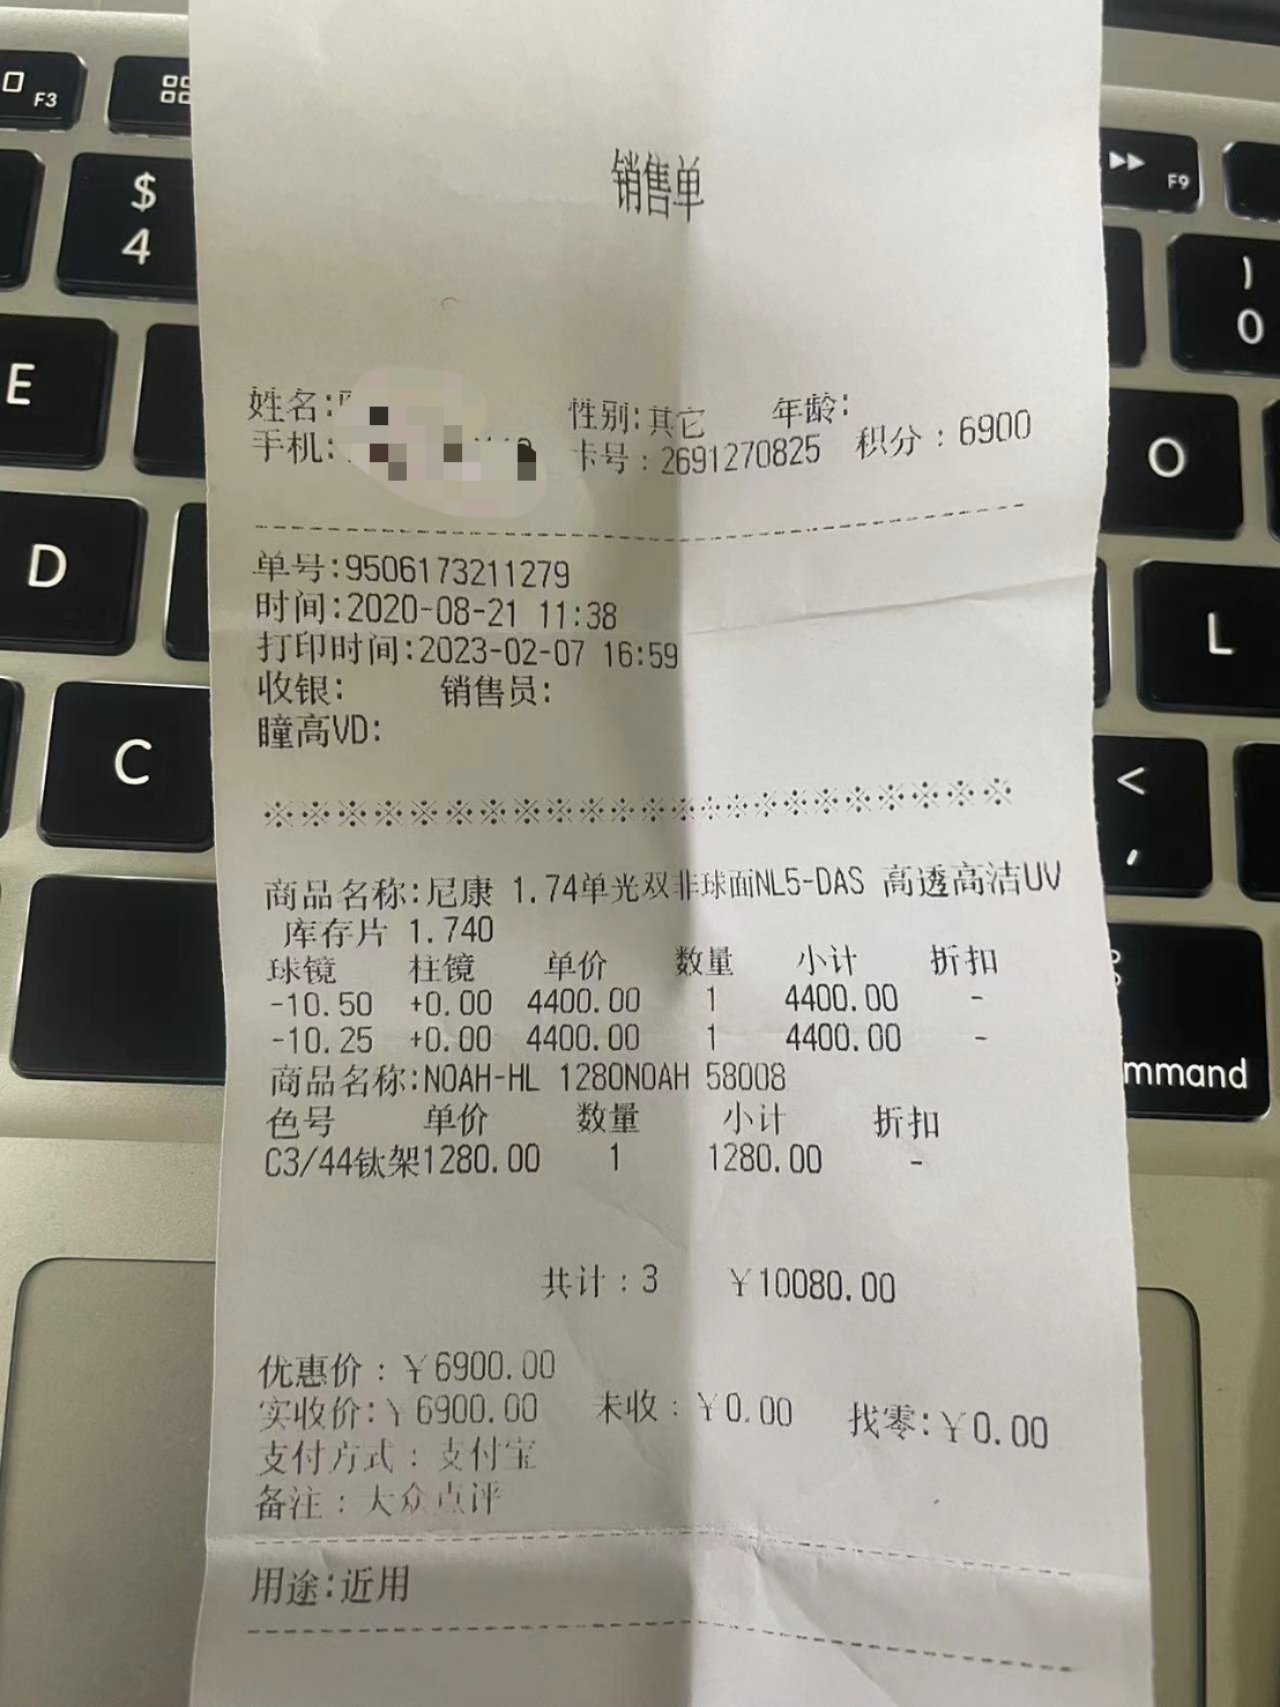 销售单
姓名: 性别:其它 年龄:
手机: 卡号:2691270825 积分:6900
单号:9506173211279
时间:2020-08-21 11:38
打印时间:2023-02-07 16:59
收银: 销售员:
瞳高VD:
※※※※※※※※※※※※※※※※※※※※※
商品名称:尼康 1.74单光双非球面NL5-DAS 高透高洁UV
库存片 1.740
球镜 柱镜 单价 数量 小计 折扣
-10.50 +0.00 4400.00 1 4400.00 -
-10.25 +0.00 4400.00 1 4400.00 -
商品名称:NOAH-HL 1280NOAH 58008
色号 单价 数量 小计 折扣
C3/44钛架1280.00 1 1280.00 -
共计:3 ¥10080.00
优惠价:¥6900.00
实收价:¥6900.00 未收:¥0.00 找零:¥0.00
支付方式:支付宝
备注:大众点评
用途:近用
F3
F9
$
4
)
0
E
O
D
L
C
<
,
mmand